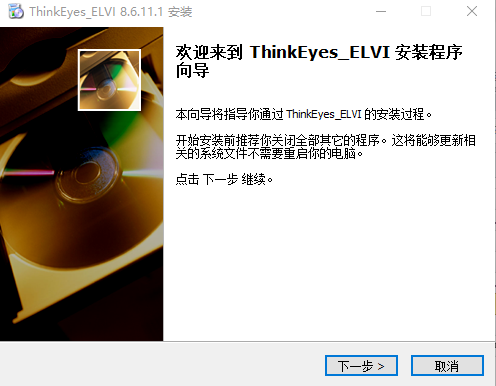 ThinkEyes_ELVI 8.6.11.1 安装
欢迎来到 ThinkEyes_ELVI 安装程序
向导
本向导将指导你通过 ThinkEyes_ELVI 的安装过程。
开始安装前推荐你关闭全部其它的程序。这将能够更新相
关的系统文件不需要重启你的电脑。
点击 下一步 继续。
下一步 >
取消